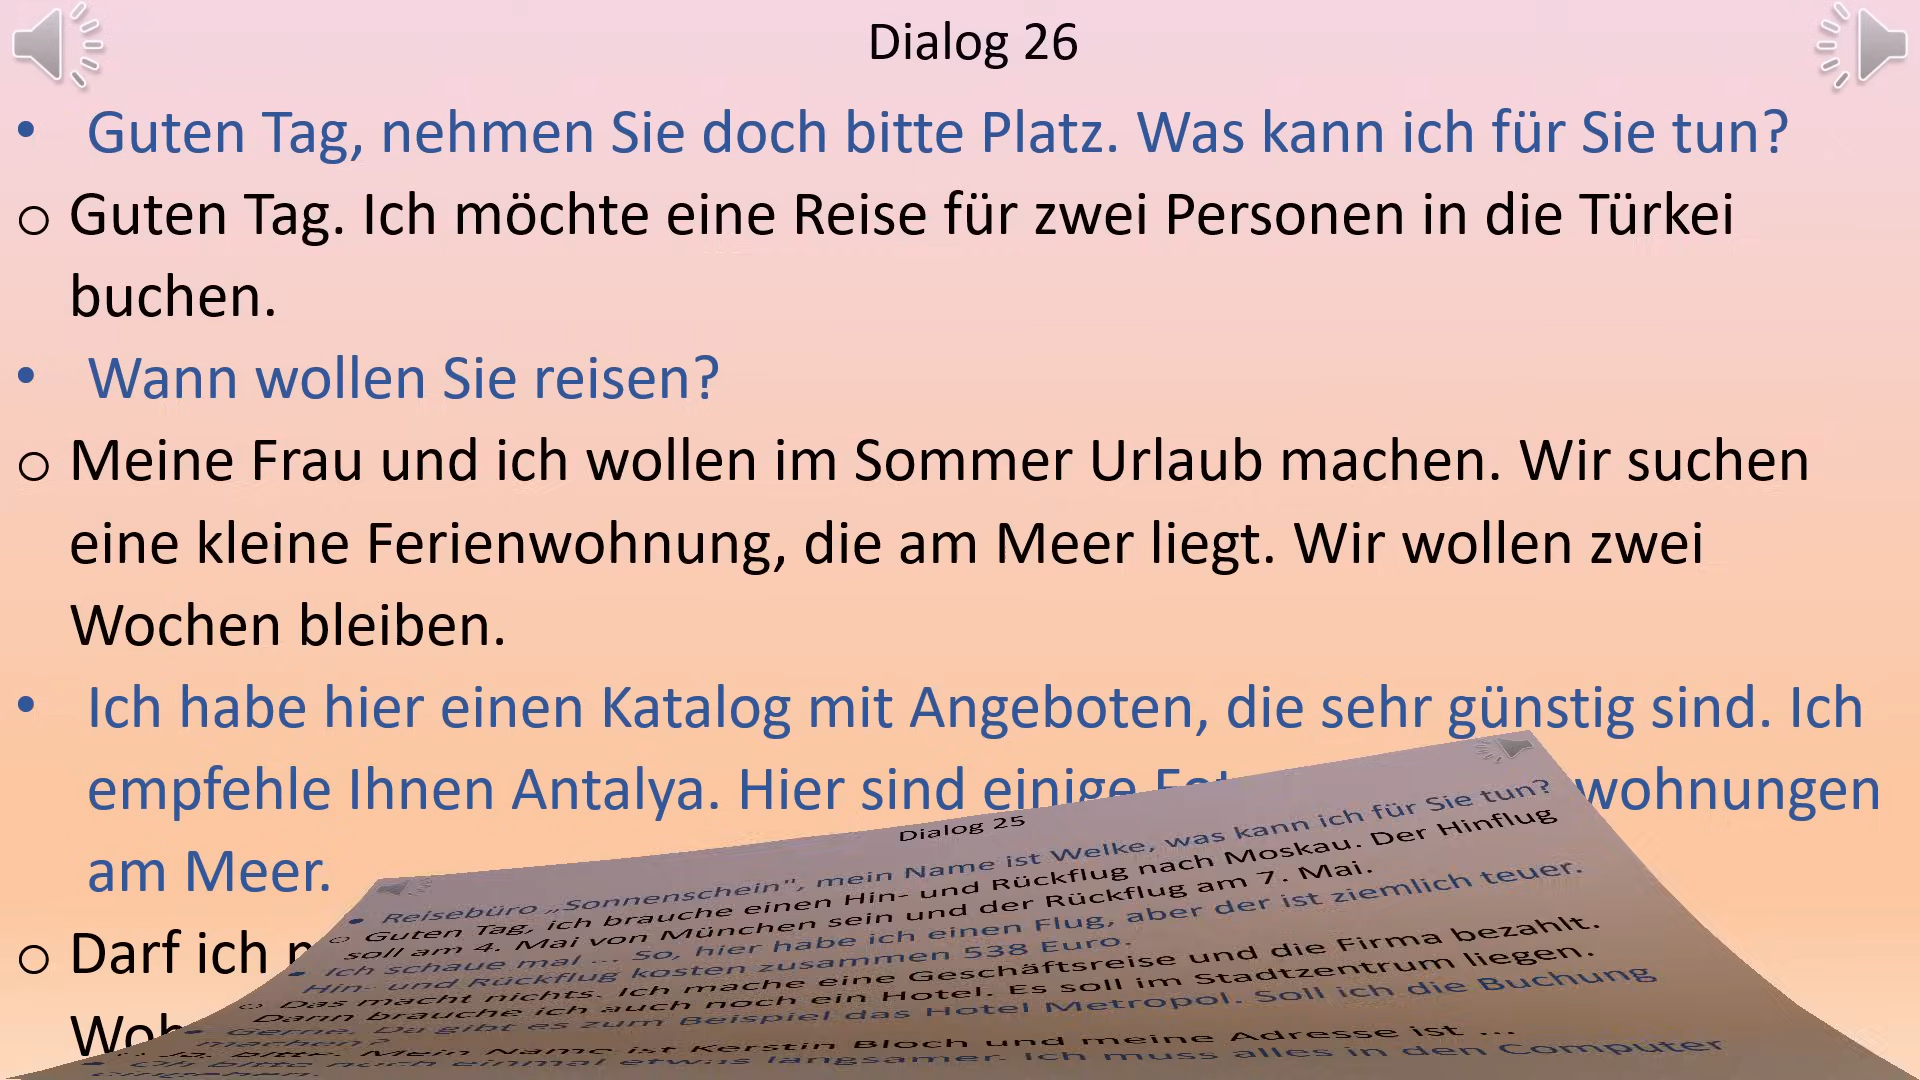 Dialog 26
• Guten Tag, nehmen Sie doch bitte Platz. Was kann ich für Sie tun?
o Guten Tag. Ich möchte eine Reise für zwei Personen in die Türkei
buchen.
• Wann wollen Sie reisen?
o Meine Frau und ich wollen im Sommer Urlaub machen. Wir suchen
eine kleine Ferienwohnung, die am Meer liegt. Wir wollen zwei
Wochen bleiben.
• Ich habe hier einen Katalog mit Angeboten, die sehr günstig sind. Ich
empfehle Ihnen Antalya. Hier sind einige wohnungen
am Meer.
o Darf ich
Dialog 25
• Reisebüro „Sonnenschein", mein Name ist Welke, was kann ich für Sie tun?
o Guten Tag, ich brauche einen Hin- und Rückflug nach Moskau. Der Hinflug
soll am 4. Mai von München sein und der Rückflug am 7. Mai.
• Ich schaue mal ... So, hier habe ich einen Flug, aber der ist ziemlich teuer.
Hin- und Rückflug kosten zusammen 538 Euro.
o Das macht nichts. Ich mache eine Geschäftsreise und die Firma bezahlt.
Dann brauche ich auch noch ein Hotel. Es soll im Stadtzentrum liegen.
• Gerne. Da gibt es zum Beispiel das Hotel Metropol. Soll ich die Buchung
machen?
o Ja, bitte. Mein Name ist Kerstin Bloch und meine Adresse ist ...
• Oh bitte noch einmal etwas langsamer. Ich muss alles in den Computer
eingeben.